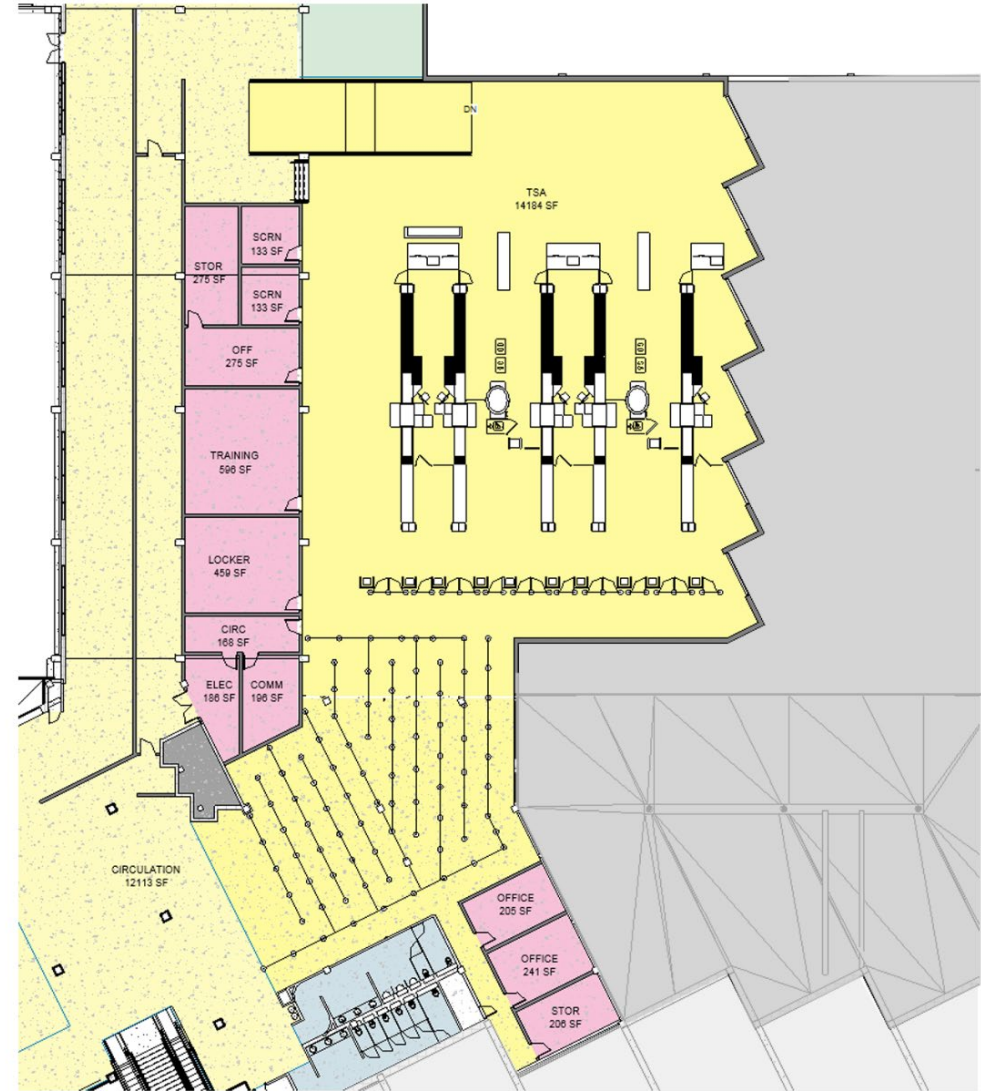 DN
TSA
14184 SF
SCRN
133 SF
STOR
275 SF
SCRN
133 SF
OFF
275 SF
TRAINING
596 SF
LOCKER
459 SF
CIRC
168 SF
ELEC
186 SF
COMM
196 SF
CIRCULATION
12113 SF
OFFICE
205 SF
OFFICE
241 SF
STOR
206 SF